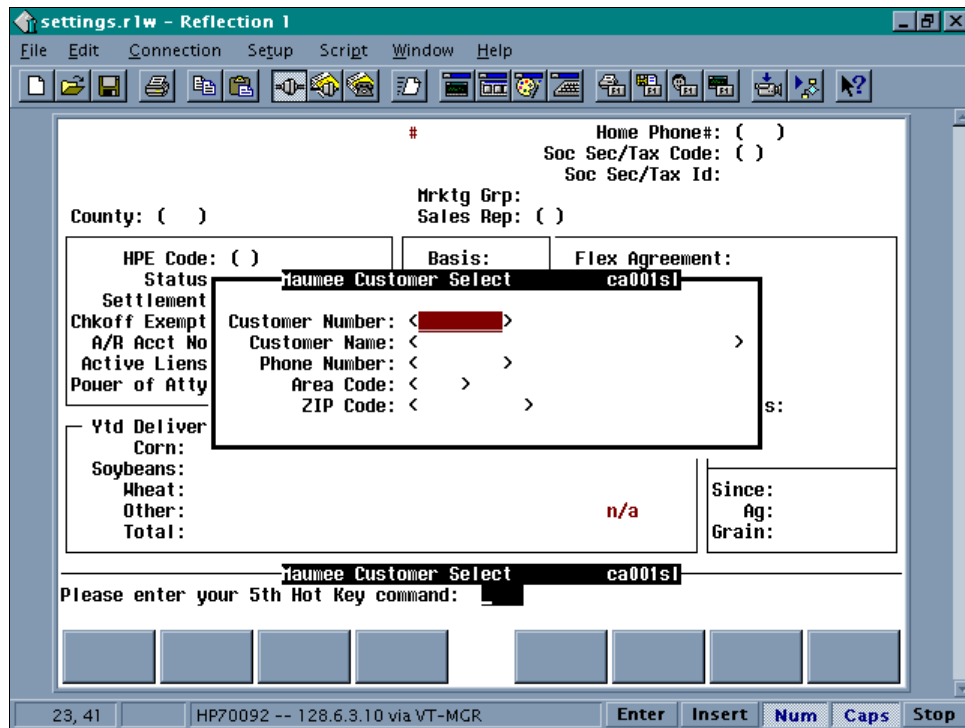 settings.r1w – Reflection 1
File Edit Connection Setup Script Window Help
# Home Phone#: ( )
Soc Sec/Tax Code: ( )
Soc Sec/Tax Id:
Mrktg Grp:
County: ( ) Sales Rep: ( )
HPE Code: ( ) Basis: Flex Agreement:
Status Maumee Customer Select ca001sl
Settlement
Chkoff Exempt Customer Number: < >
A/R Acct No Customer Name: < >
Active Liens Phone Number: < >
Power of Atty Area Code: < >
ZIP Code: < > s:
Ytd Deliver
Corn:
Soybeans:
Wheat: Since:
Other: n/a Ag:
Total: Grain:
Maumee Customer Select ca001sl
Please enter your 5th Hot Key command: _
23, 41 HP70092 -- 128.6.3.10 via VT-MGR Enter Insert Num Caps Stop